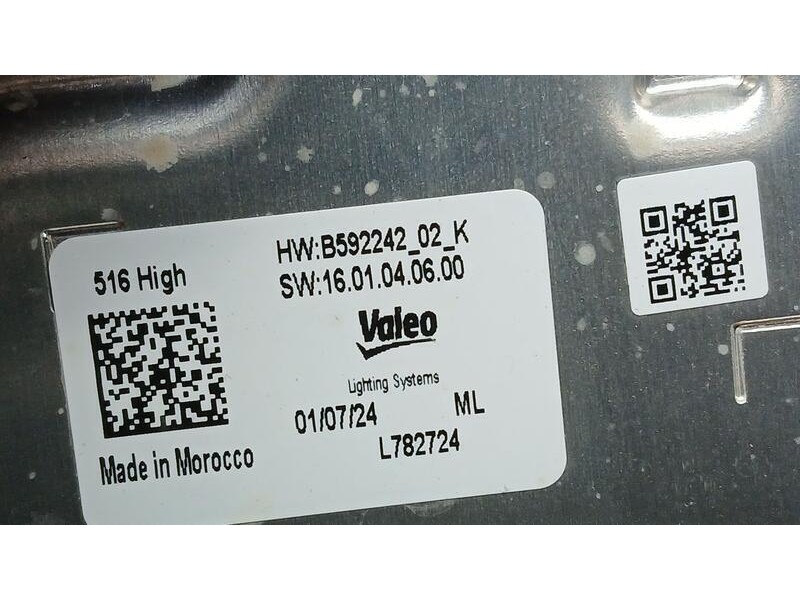 HW:B592242_02_K
516 High
SW:16.01.04.06.00
Valeo
Lighting Systems
01/07/24 ML
L782724
Made in Morocco